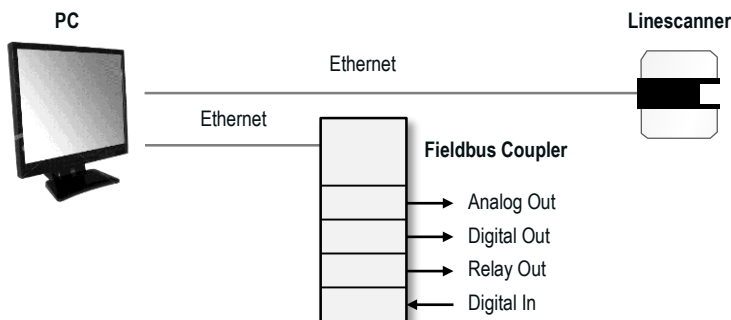 PC
Linescanner
Ethernet
Ethernet
Fieldbus Coupler
Analog Out
Digital Out
Relay Out
Digital In